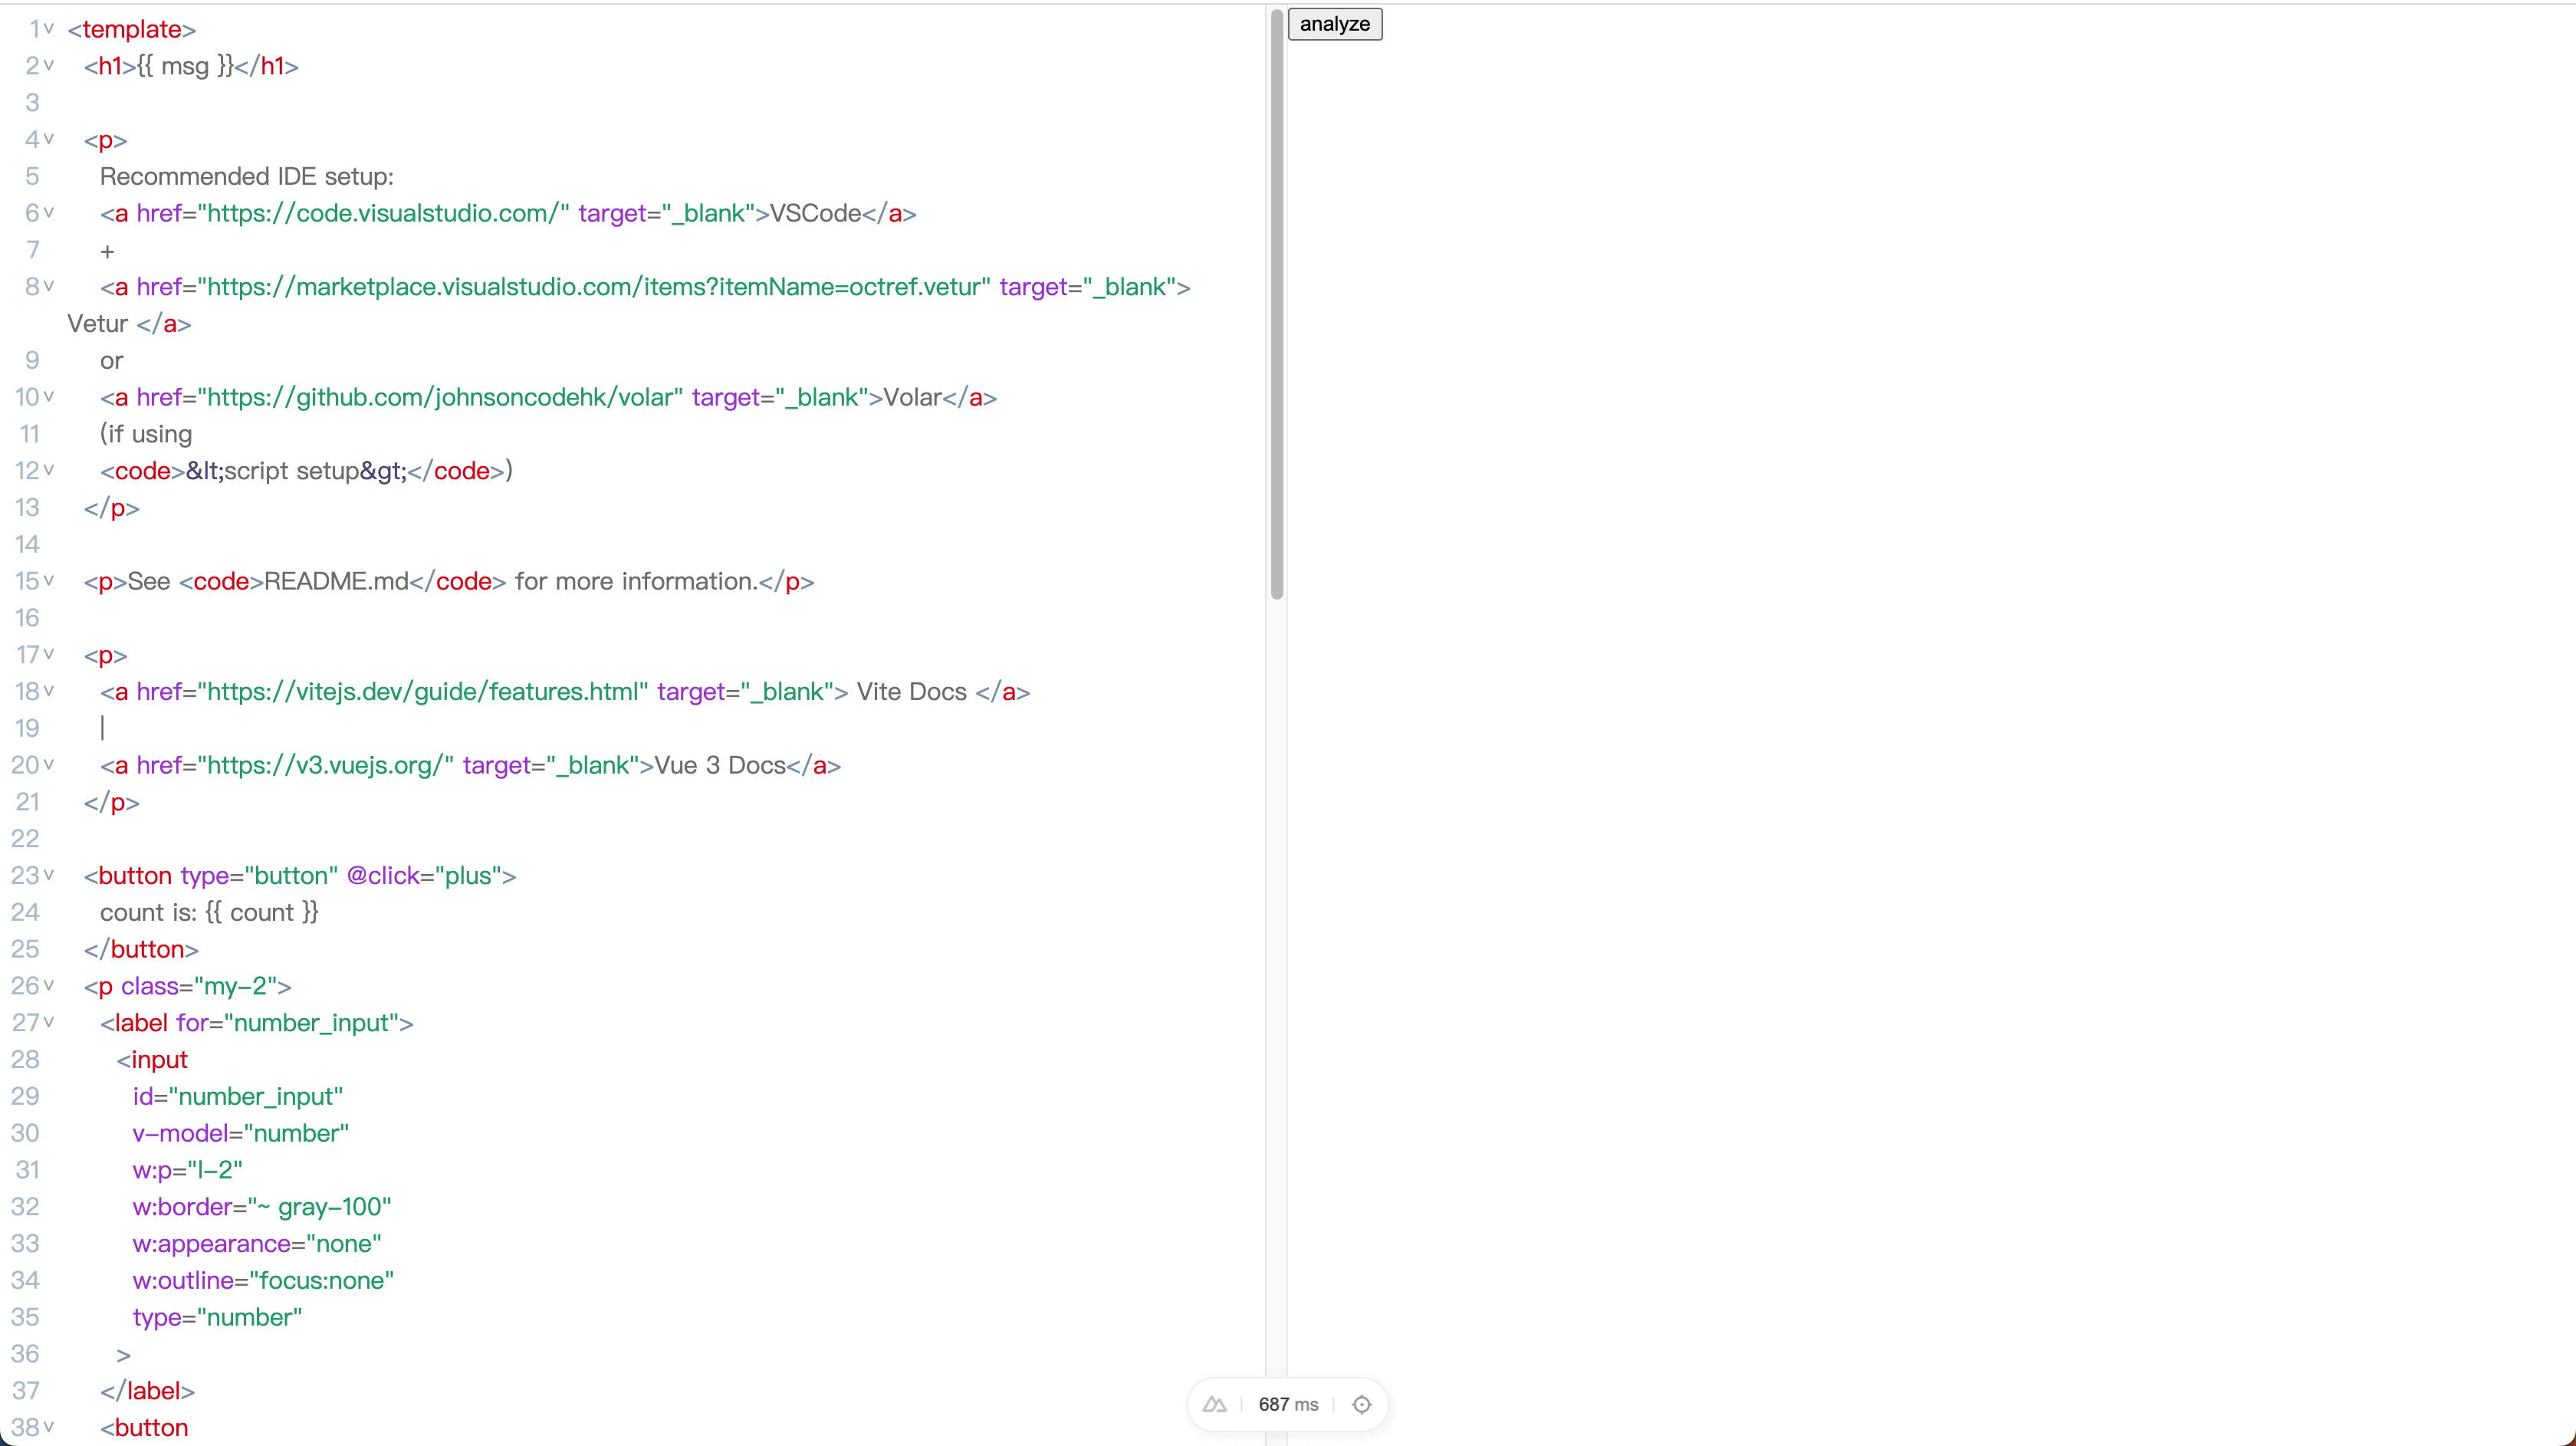 analyze
1 <template>
2 <h1>{{ msg }}</h1>
3
4 <p>
5 Recommended IDE setup:
6 <a href="https://code.visualstudio.com/" target="_blank">VSCode</a>
7 +
8 <a href="https://marketplace.visualstudio.com/items?itemName=octref.vetur" target="_blank">
Vetur </a>
9 or
10 <a href="https://github.com/johnsoncodehk/volar" target="_blank">Volar</a>
11 (if using
12 <code>&lt;script setup&gt;</code>)
13 </p>
14
15 <p>See <code>README.md</code> for more information.</p>
16
17 <p>
18 <a href="https://vitejs.dev/guide/features.html" target="_blank"> Vite Docs </a>
19 |
20 <a href="https://v3.vuejs.org/" target="_blank">Vue 3 Docs</a>
21 </p>
22
23 <button type="button" @click="plus">
24 count is: {{ count }}
25 </button>
26 <p class="my-2">
27 <label for="number_input">
28 <input
29 id="number_input"
30 v-model="number"
31 w:p="l-2"
32 w:border="~ gray-100"
33 w:appearance="none"
34 w:outline="focus:none"
35 type="number"
36 >
37 </label>
38 <button
687 ms